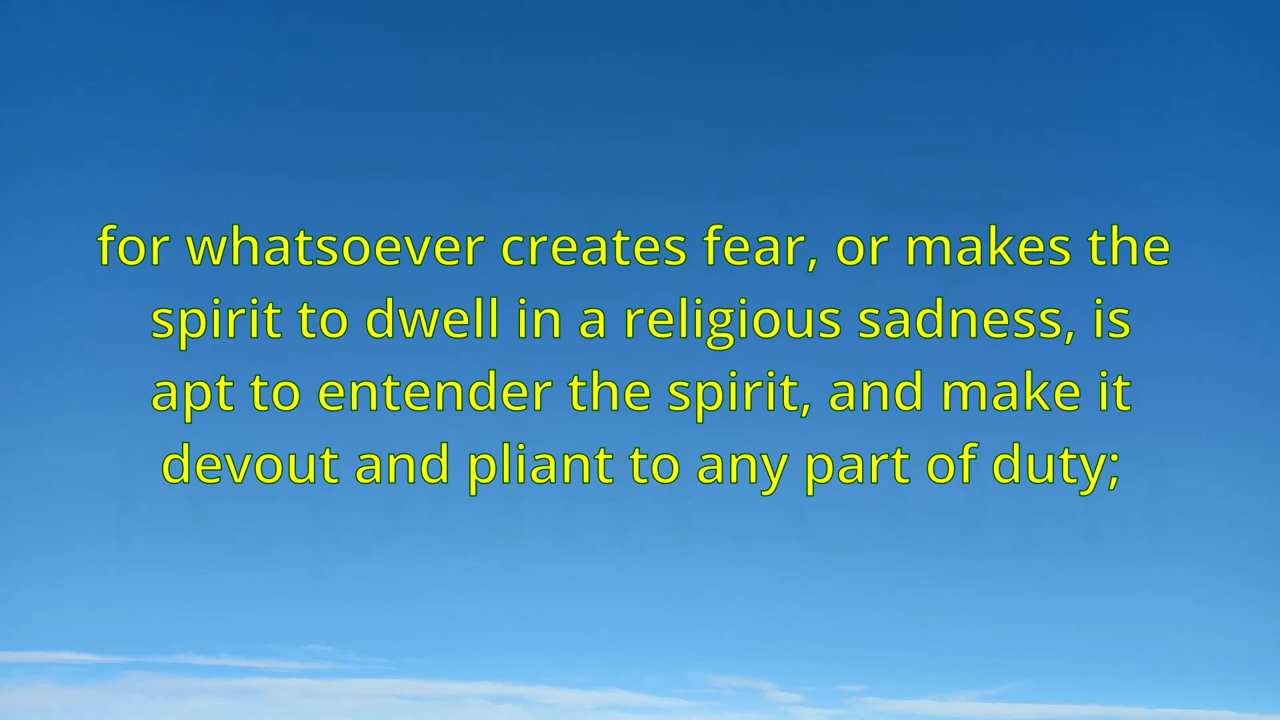 for whatsoever creates fear, or makes the
spirit to dwell in a religious sadness, is
apt to entender the spirit, and make it
devout and pliant to any part of duty;